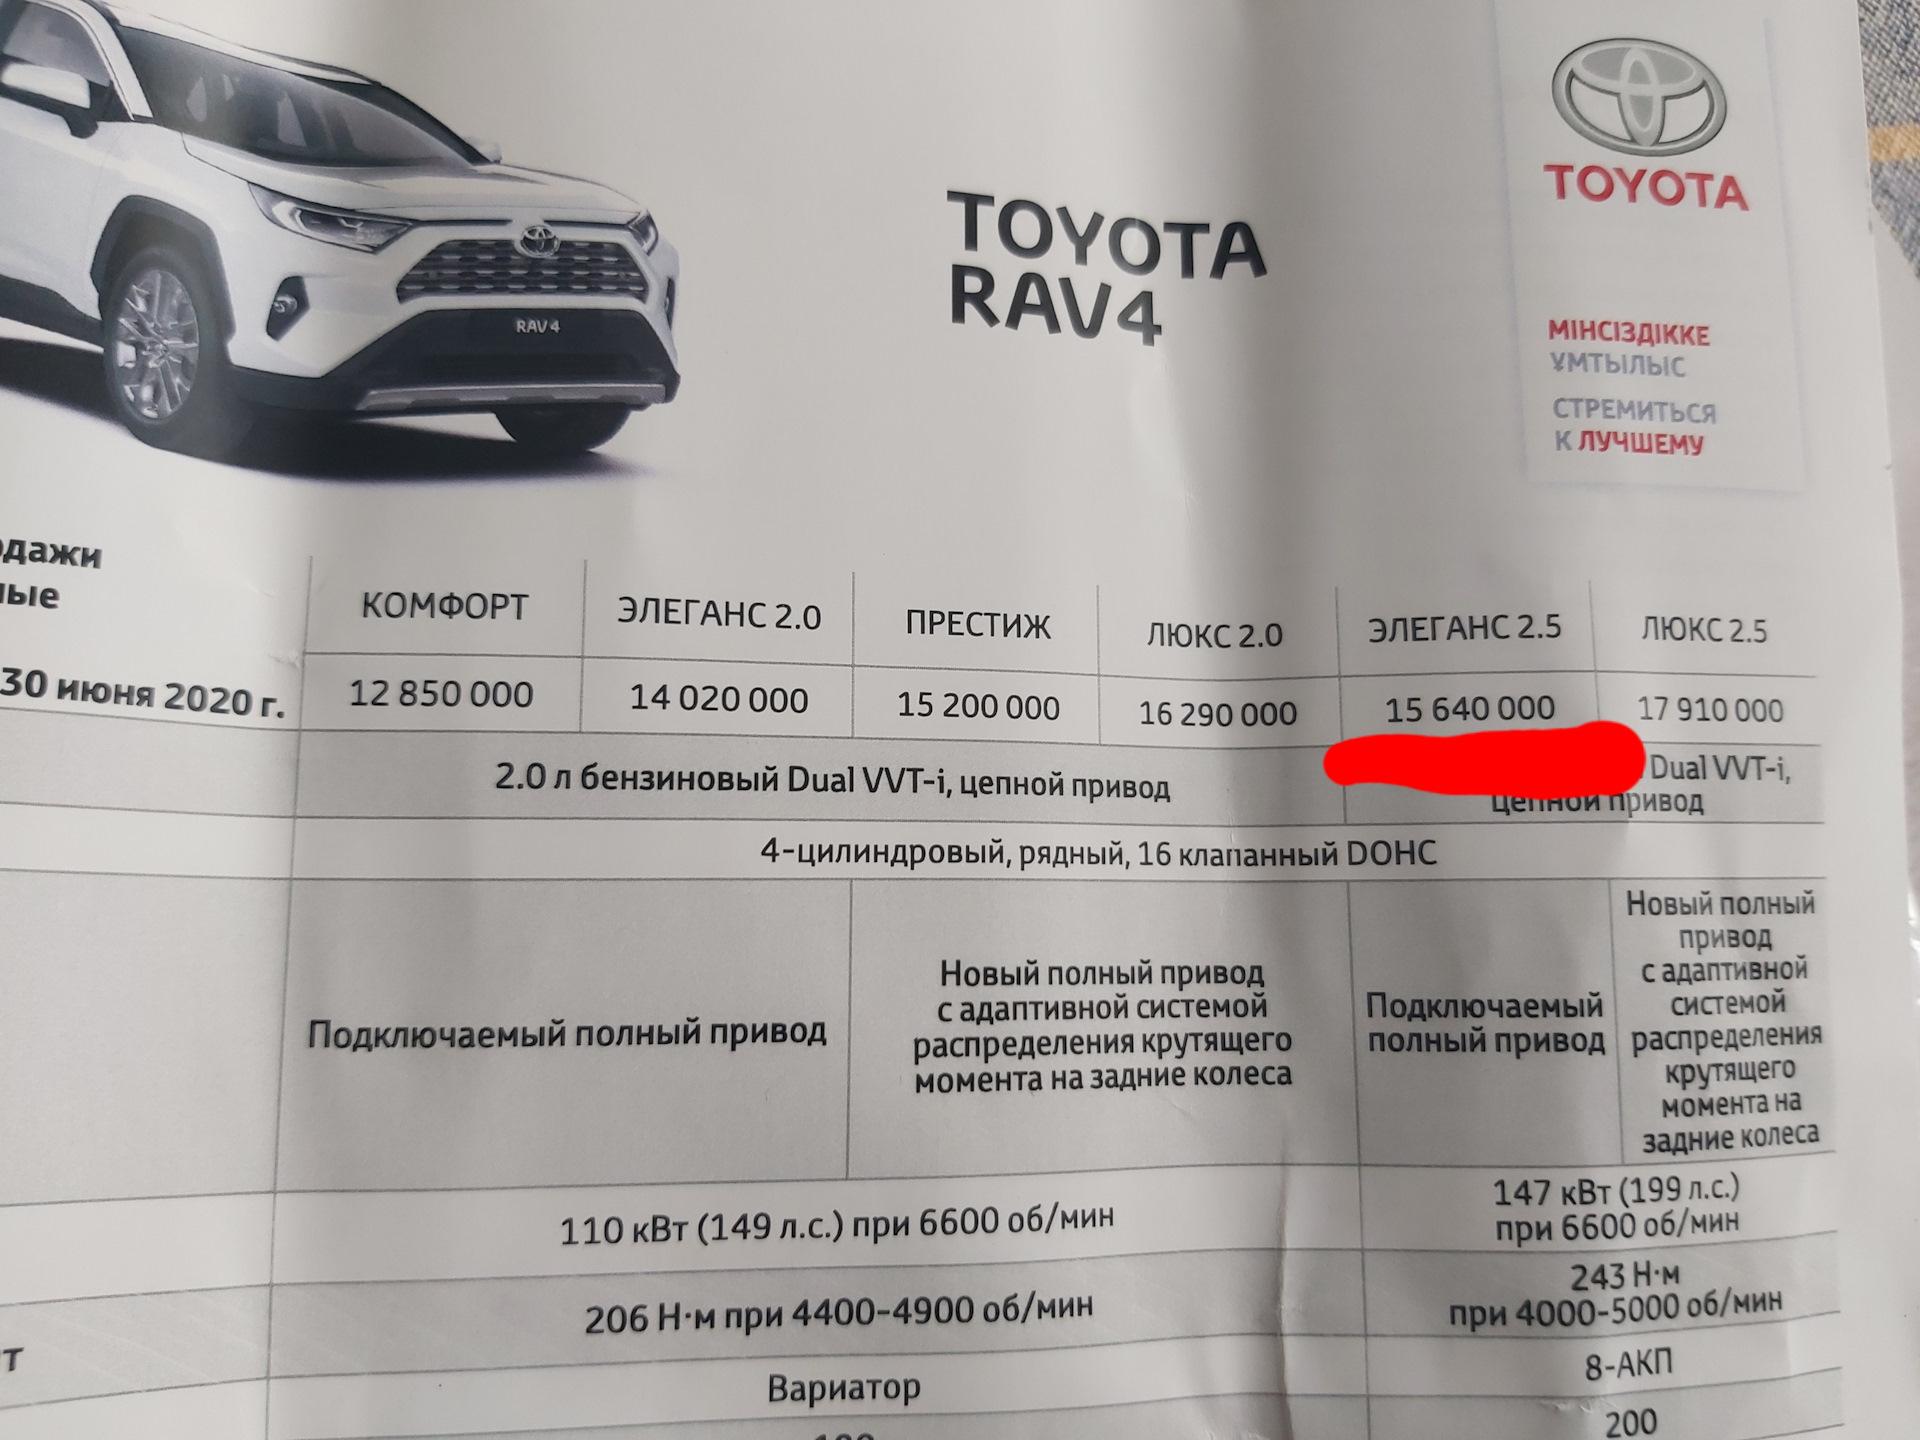 TOYOTA
TOYOTA
RAV4
RAV4
МІНСІЗДІККЕ
ҰМТЫЛЫС
СТРЕМИТЬСЯ
К ЛУЧШЕМУ
КОМФОРТ ЭЛЕГАНС 2.0 ПРЕСТИЖ ЛЮКС 2.0 ЭЛЕГАНС 2.5 ЛЮКС 2.5
30 июня 2020 г. 12 850 000 14 020 000 15 200 000 16 290 000 15 640 000 17 910 000
2.0 л бензиновый Dual VVT-i, цепной привод
Dual VVT-i,
цепной привод
4-цилиндровый, рядный, 16 клапанный DOHC
Подключаемый полный привод
Новый полный привод
с адаптивной системой
распределения крутящего
момента на задние колеса
Подключаемый
полный привод
Новый полный
привод
с адаптивной
системой
распределения
крутящего
момента на
задние колеса
110 кВт (149 л.с.) при 6600 об/мин
147 кВт (199 л.с.)
при 6600 об/мин
206 Н·м при 4400-4900 об/мин
243 Н·м
при 4000-5000 об/мин
Вариатор
8-АКП
200